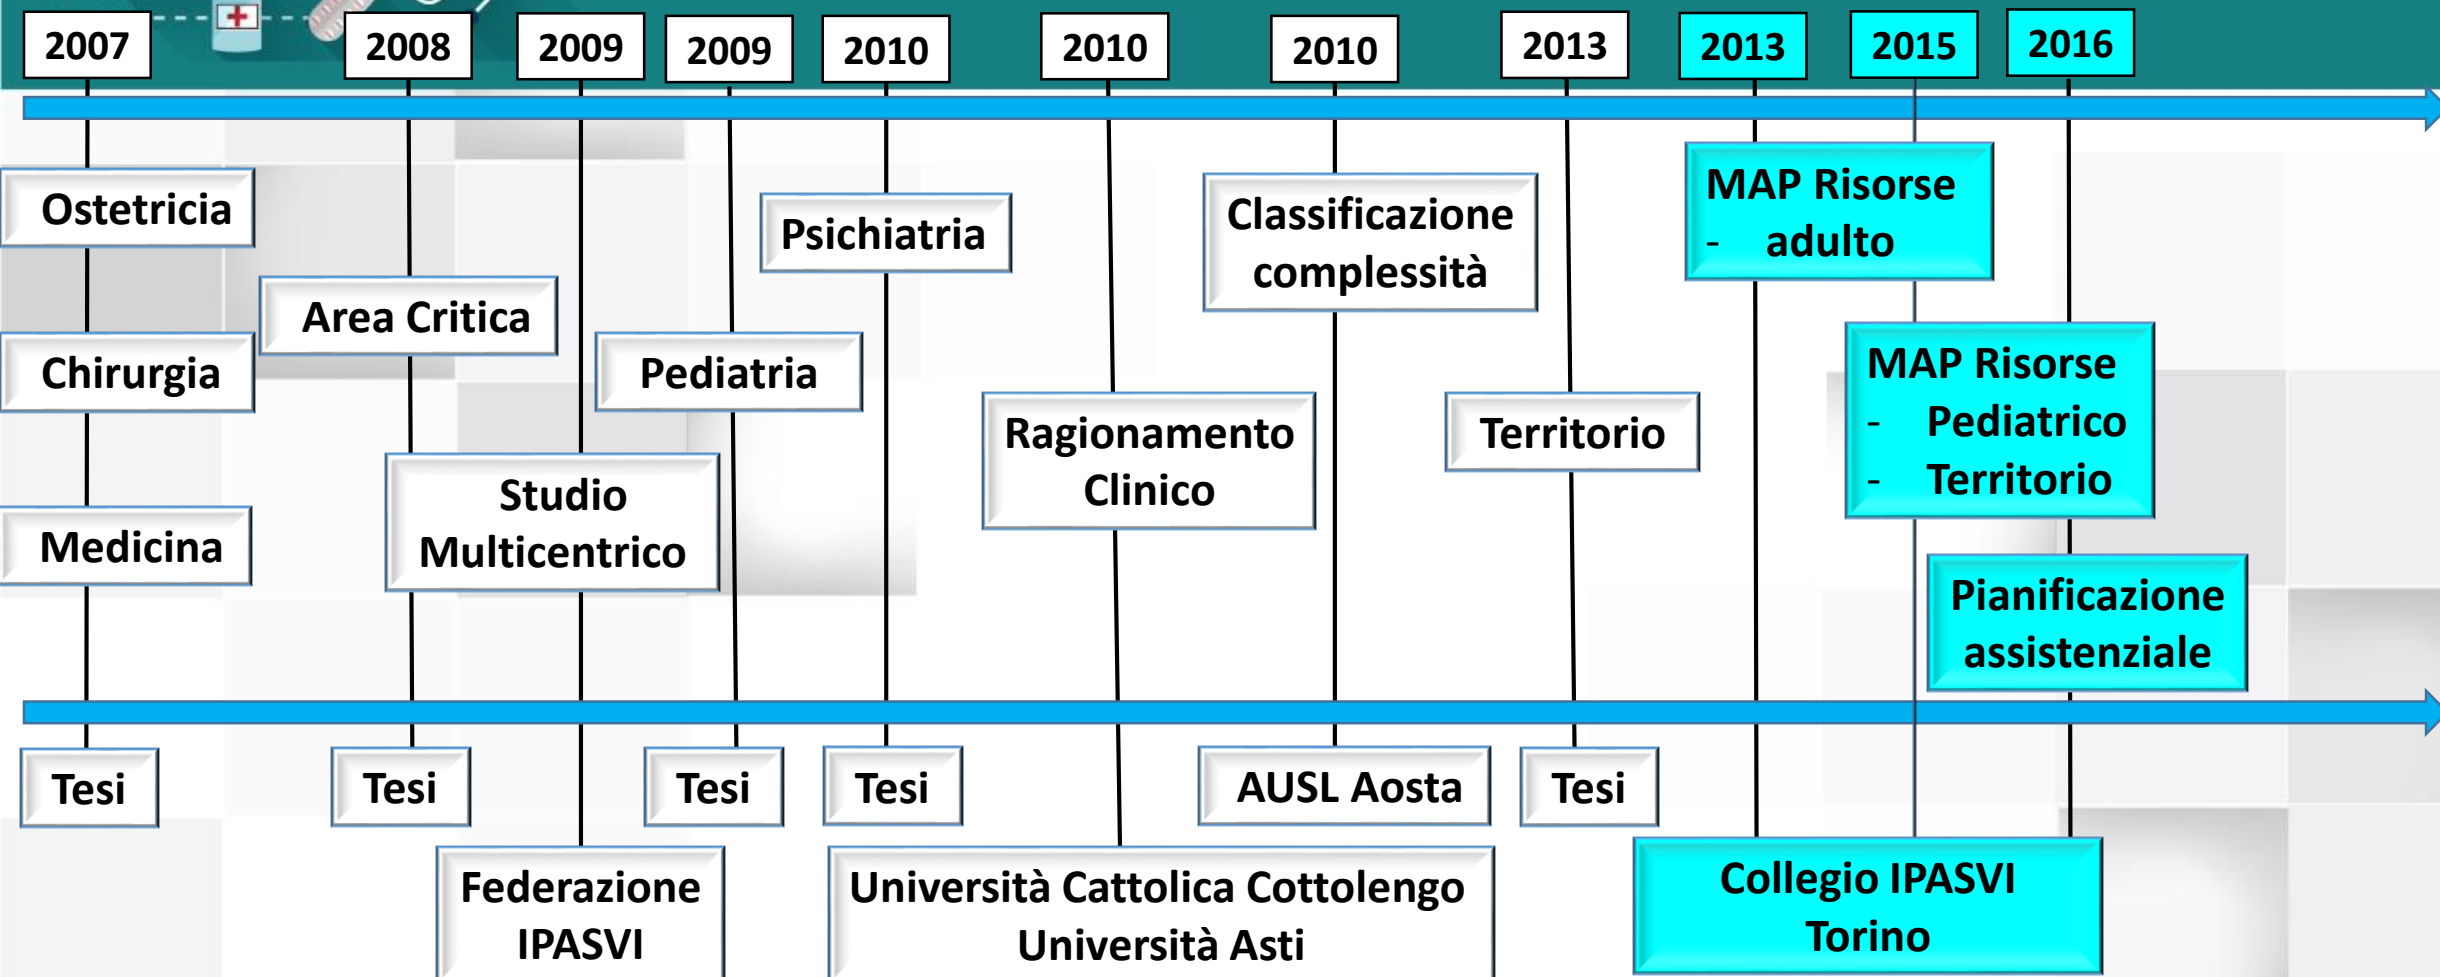 2007
2008
2009
2009
2010
2010
2010
2013
2013
2015
2016
Ostetricia
Chirurgia
Medicina
Area Critica
Studio
Multicentrico
Pediatria
Psichiatria
Ragionamento
Clinico
Classificazione
complessità
Territorio
MAP Risorse
- adulto
MAP Risorse
- Pediatrico
- Territorio
Pianificazione
assistenziale
Tesi
Tesi
Federazione
IPASVI
Tesi
Tesi
Università Cattolica Cottolengo
Università Asti
AUSL Aosta
Tesi
Collegio IPASVI
Torino